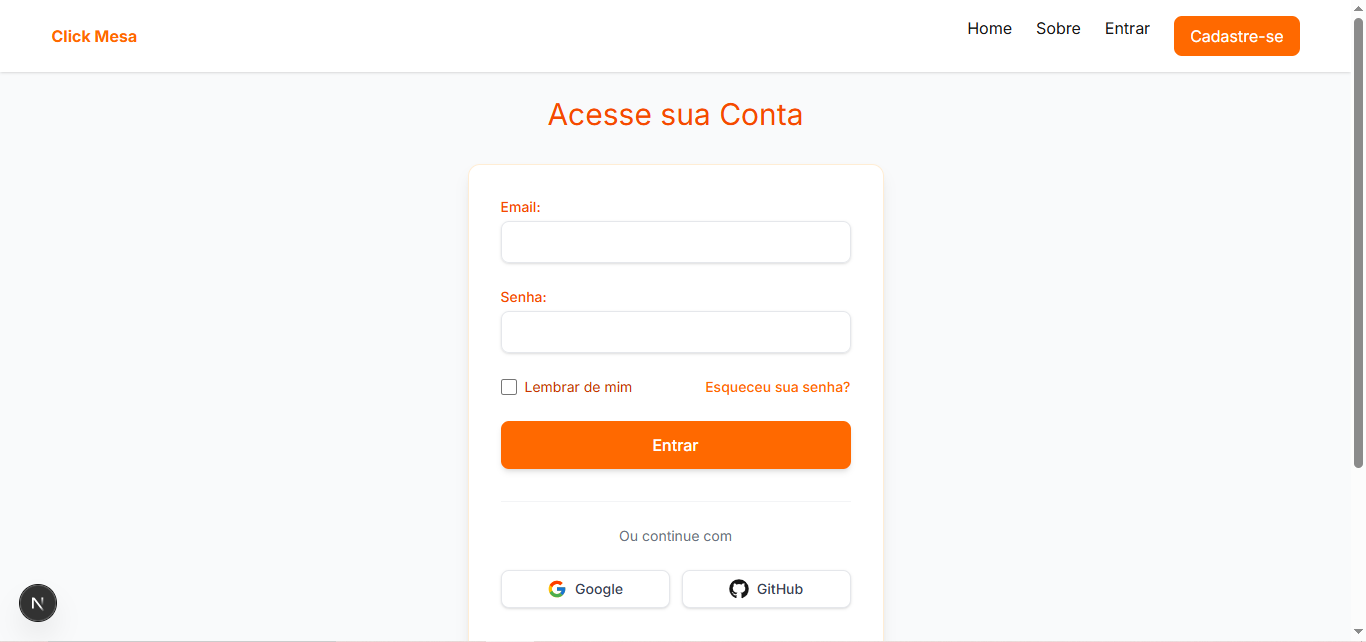 Click Mesa
Home Sobre Entrar Cadastre-se
Acesse sua Conta
Email:
Senha:
Lembrar de mim Esqueceu sua senha?
Entrar
Ou continue com
Google GitHub
N